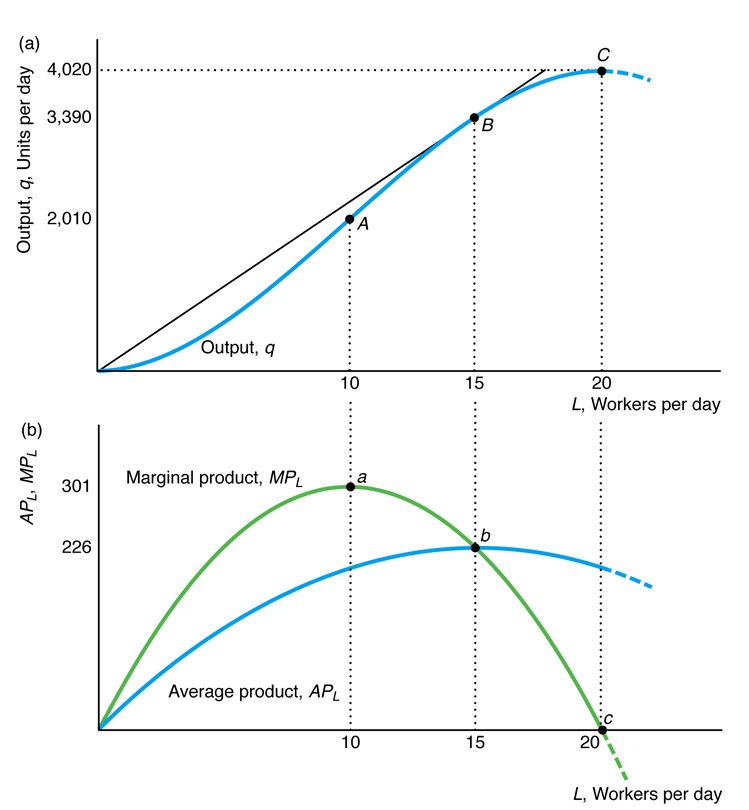 (a)
Output, q, Units per day
4,020
3,390
2,010
C
B
A
Output, q
10
15
20
L, Workers per day
(b)
APL, MPL
301
226
Marginal product, MPL
a
b
Average product, APL
c
10
15
20
L, Workers per day